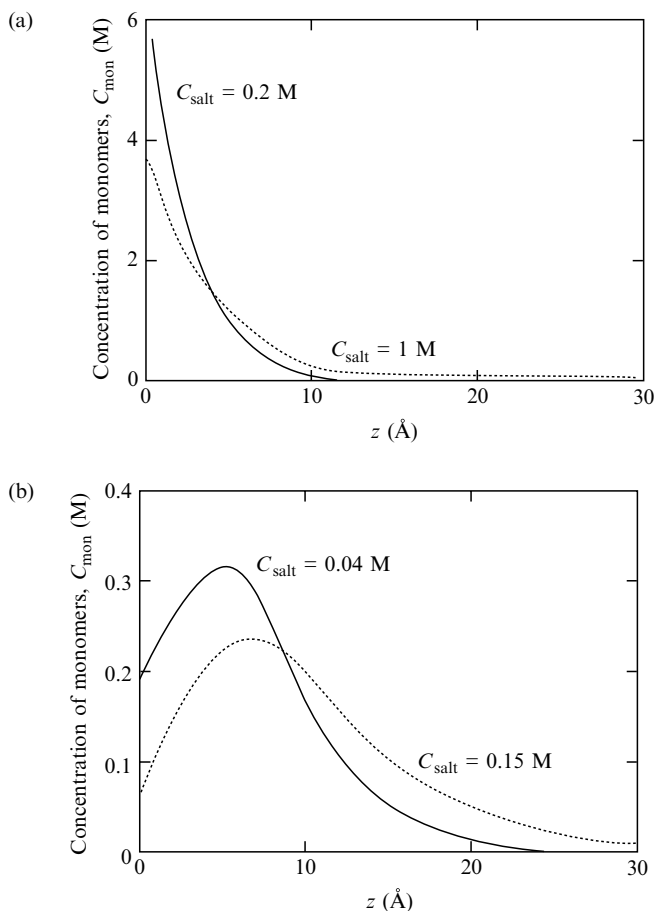 (a)
Concentration of monomers, C_mon (M)
6
4
2
0
C_salt = 0.2 M
C_salt = 1 M
0 10 20 30
z (Å)
(b)
Concentration of monomers, C_mon (M)
0.4
0.3
0.2
0.1
0
C_salt = 0.04 M
C_salt = 0.15 M
0 10 20 30
z (Å)